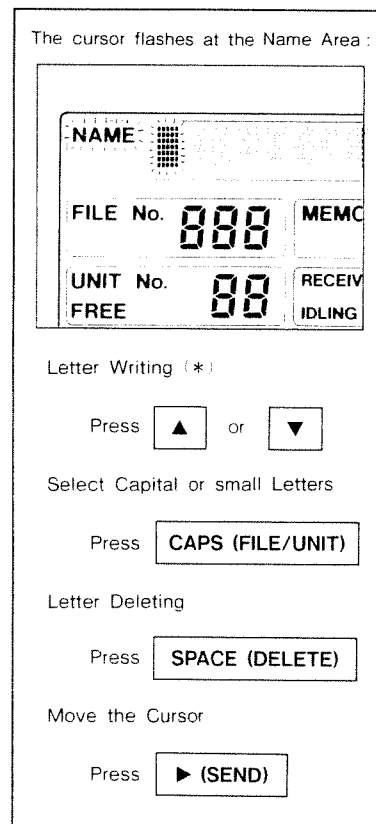 The cursor flashes at the Name Area :
NAME
FILE No. 888 MEMO
UNIT No. 88 RECEIV
FREE IDLING
Letter Writing (*)
Press ▲ or ▼
Select Capital or small Letters
Press CAPS (FILE/UNIT)
Letter Deleting
Press SPACE (DELETE)
Move the Cursor
Press ▶ (SEND)